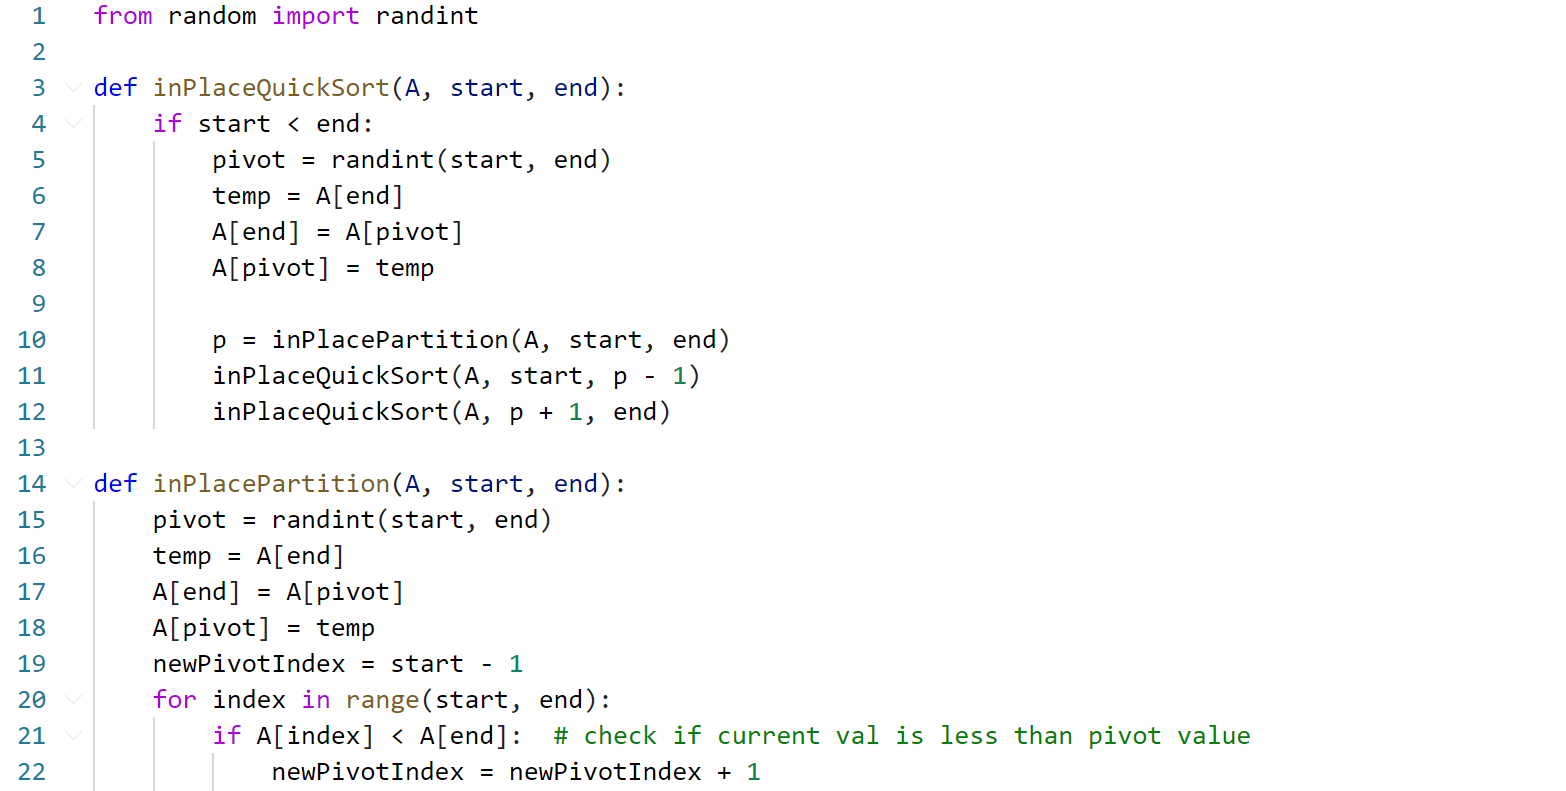 1 from random import randint
2
3 def inPlaceQuickSort(A, start, end):
4     if start < end:
5         pivot = randint(start, end)
6         temp = A[end]
7         A[end] = A[pivot]
8         A[pivot] = temp
9
10         p = inPlacePartition(A, start, end)
11         inPlaceQuickSort(A, start, p - 1)
12         inPlaceQuickSort(A, p + 1, end)
13
14 def inPlacePartition(A, start, end):
15     pivot = randint(start, end)
16     temp = A[end]
17     A[end] = A[pivot]
18     A[pivot] = temp
19     newPivotIndex = start - 1
20     for index in range(start, end):
21         if A[index] < A[end]:  # check if current val is less than pivot value
22             newPivotIndex = newPivotIndex + 1